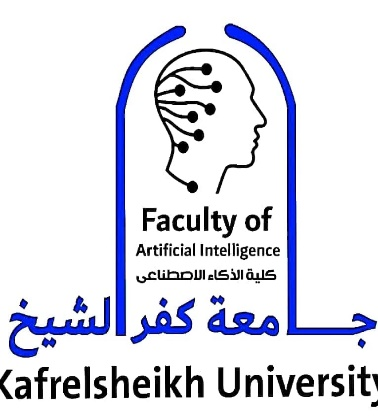 Faculty of
Artificial Intelligence
كلية الذكاء الاصطناعى
جامعة كفر الشيخ
Kafrelsheikh University